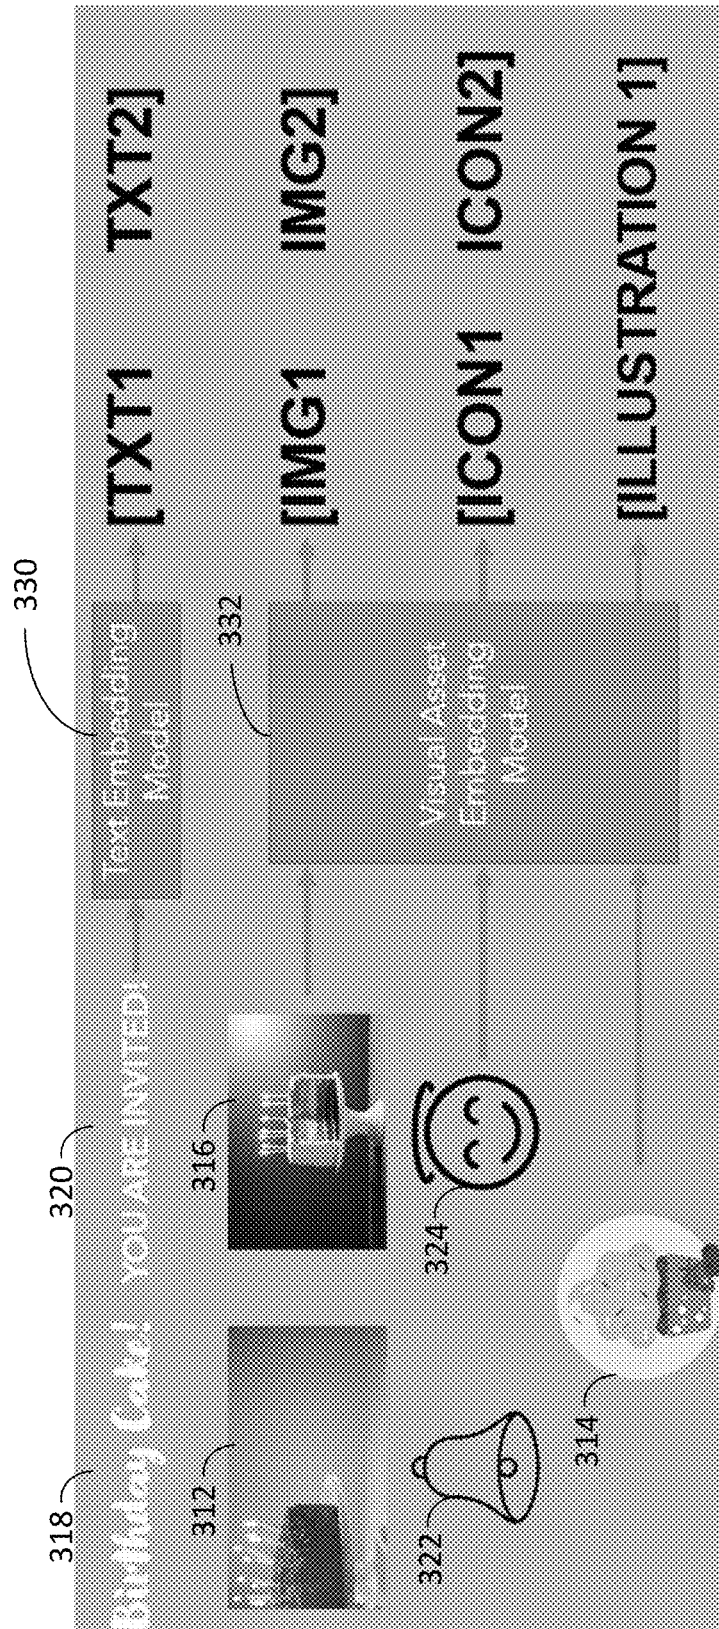 318
320
330
Birthday Cake!
YOU ARE INVITED!
Text Embedding
Model
[TXT1 TXT2]
312
316
332
[IMG1 IMG2]
322
324
Visual Asset
Embedding
Model
[ICON1 ICON2]
314
[ILLUSTRATION 1]